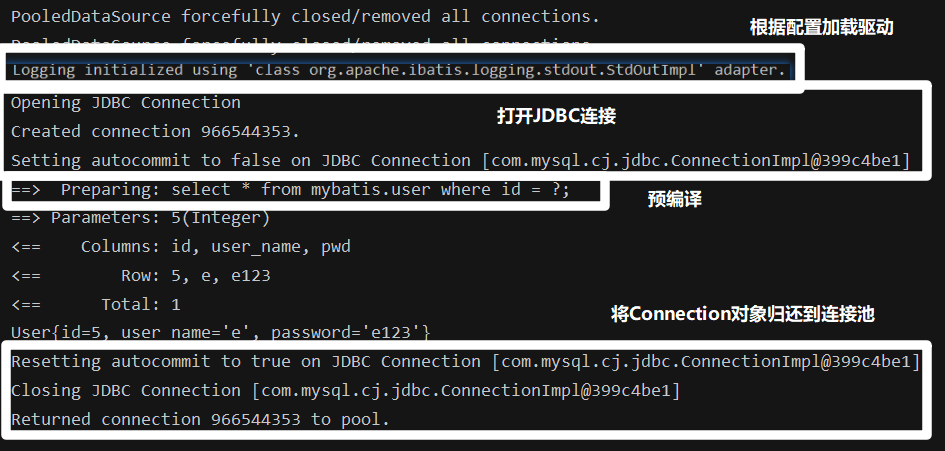 PooledDataSource forcefully closed/removed all connections.
根据配置加载驱动
PooledDataSource forcefully closed/removed all connections.
Logging initialized using 'class org.apache.ibatis.logging.stdout.StdOutImpl' adapter.
Opening JDBC Connection
打开JDBC连接
Created connection 966544353.
Setting autocommit to false on JDBC Connection [com.mysql.cj.jdbc.ConnectionImpl@399c4be1]
==>  Preparing: select * from mybatis.user where id = ?;
预编译
==> Parameters: 5(Integer)
<==    Columns: id, user_name, pwd
<==        Row: 5, e, e123
<==      Total: 1
将Connection对象归还到连接池
User{id=5, user name='e', password='e123'}
Resetting autocommit to true on JDBC Connection [com.mysql.cj.jdbc.ConnectionImpl@399c4be1]
Closing JDBC Connection [com.mysql.cj.jdbc.ConnectionImpl@399c4be1]
Returned connection 966544353 to pool.